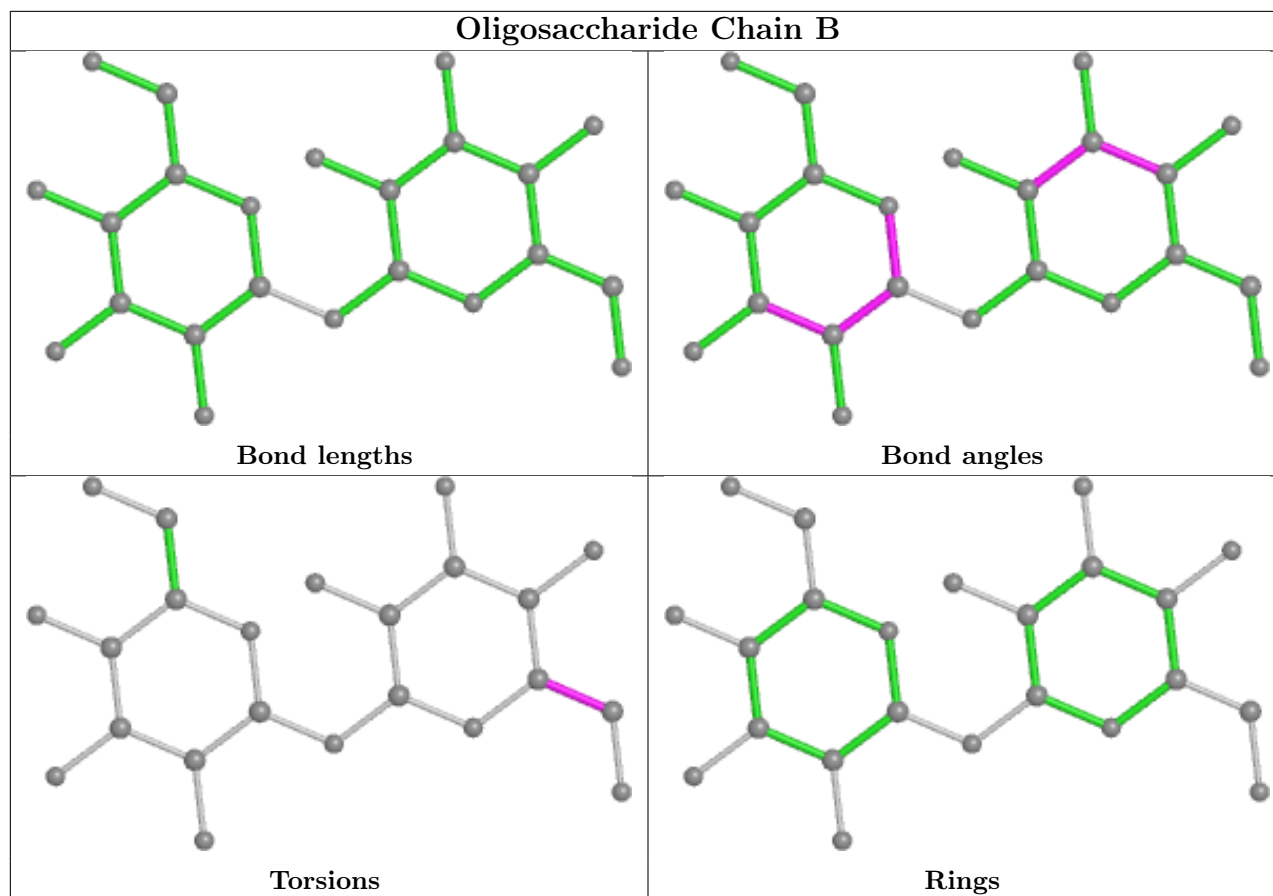 Oligosaccharide Chain B
Bond lengths
Bond angles
Torsions
Rings